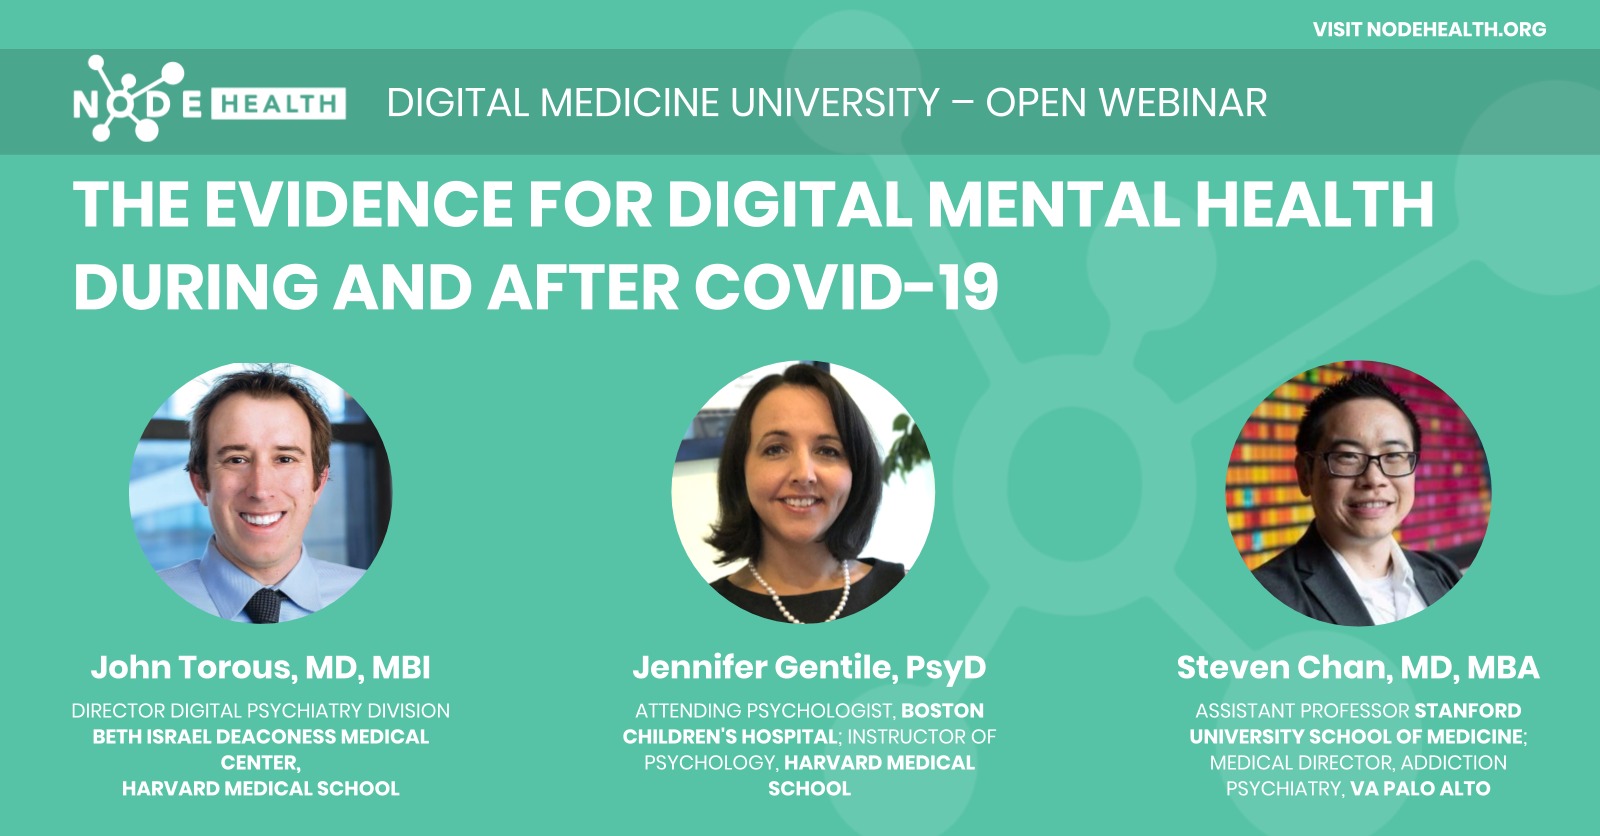 VISIT NODEHEALTH.ORG
NODE HEALTH
DIGITAL MEDICINE UNIVERSITY – OPEN WEBINAR
THE EVIDENCE FOR DIGITAL MENTAL HEALTH
DURING AND AFTER COVID-19
John Torous, MD, MBI
DIRECTOR DIGITAL PSYCHIATRY DIVISION
BETH ISRAEL DEACONESS MEDICAL
CENTER,
HARVARD MEDICAL SCHOOL
Jennifer Gentile, PsyD
ATTENDING PSYCHOLOGIST, BOSTON
CHILDREN'S HOSPITAL; INSTRUCTOR OF
PSYCHOLOGY, HARVARD MEDICAL
SCHOOL
Steven Chan, MD, MBA
ASSISTANT PROFESSOR STANFORD
UNIVERSITY SCHOOL OF MEDICINE;
MEDICAL DIRECTOR, ADDICTION
PSYCHIATRY, VA PALO ALTO